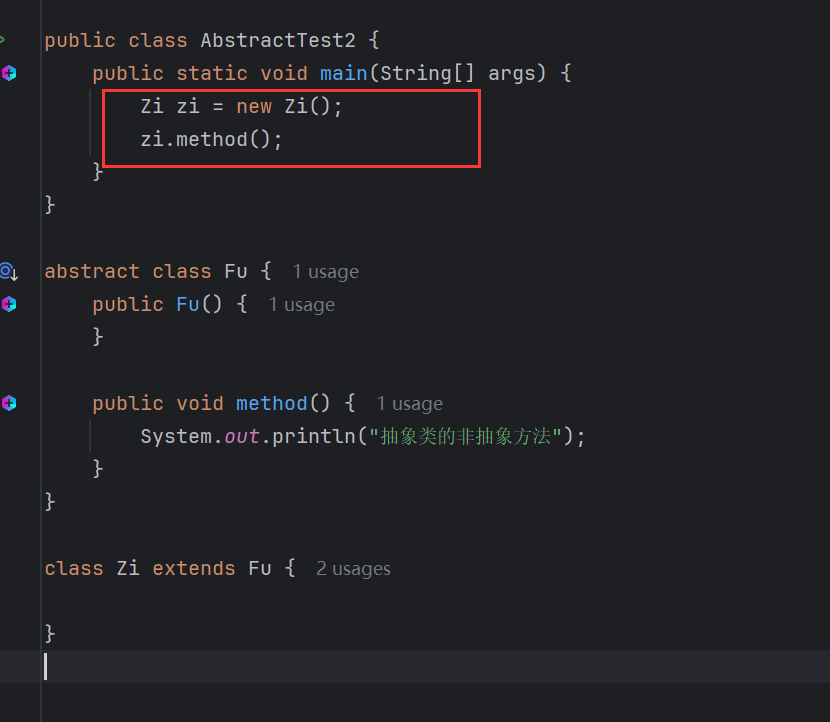 public class AbstractTest2 {
public static void main(String[] args) {
Zi zi = new Zi();
zi.method();
}
}
abstract class Fu { 1 usage
public Fu() { 1 usage
}
public void method() { 1 usage
System.out.println("抽象类的非抽象方法");
}
}
class Zi extends Fu { 2 usages
}